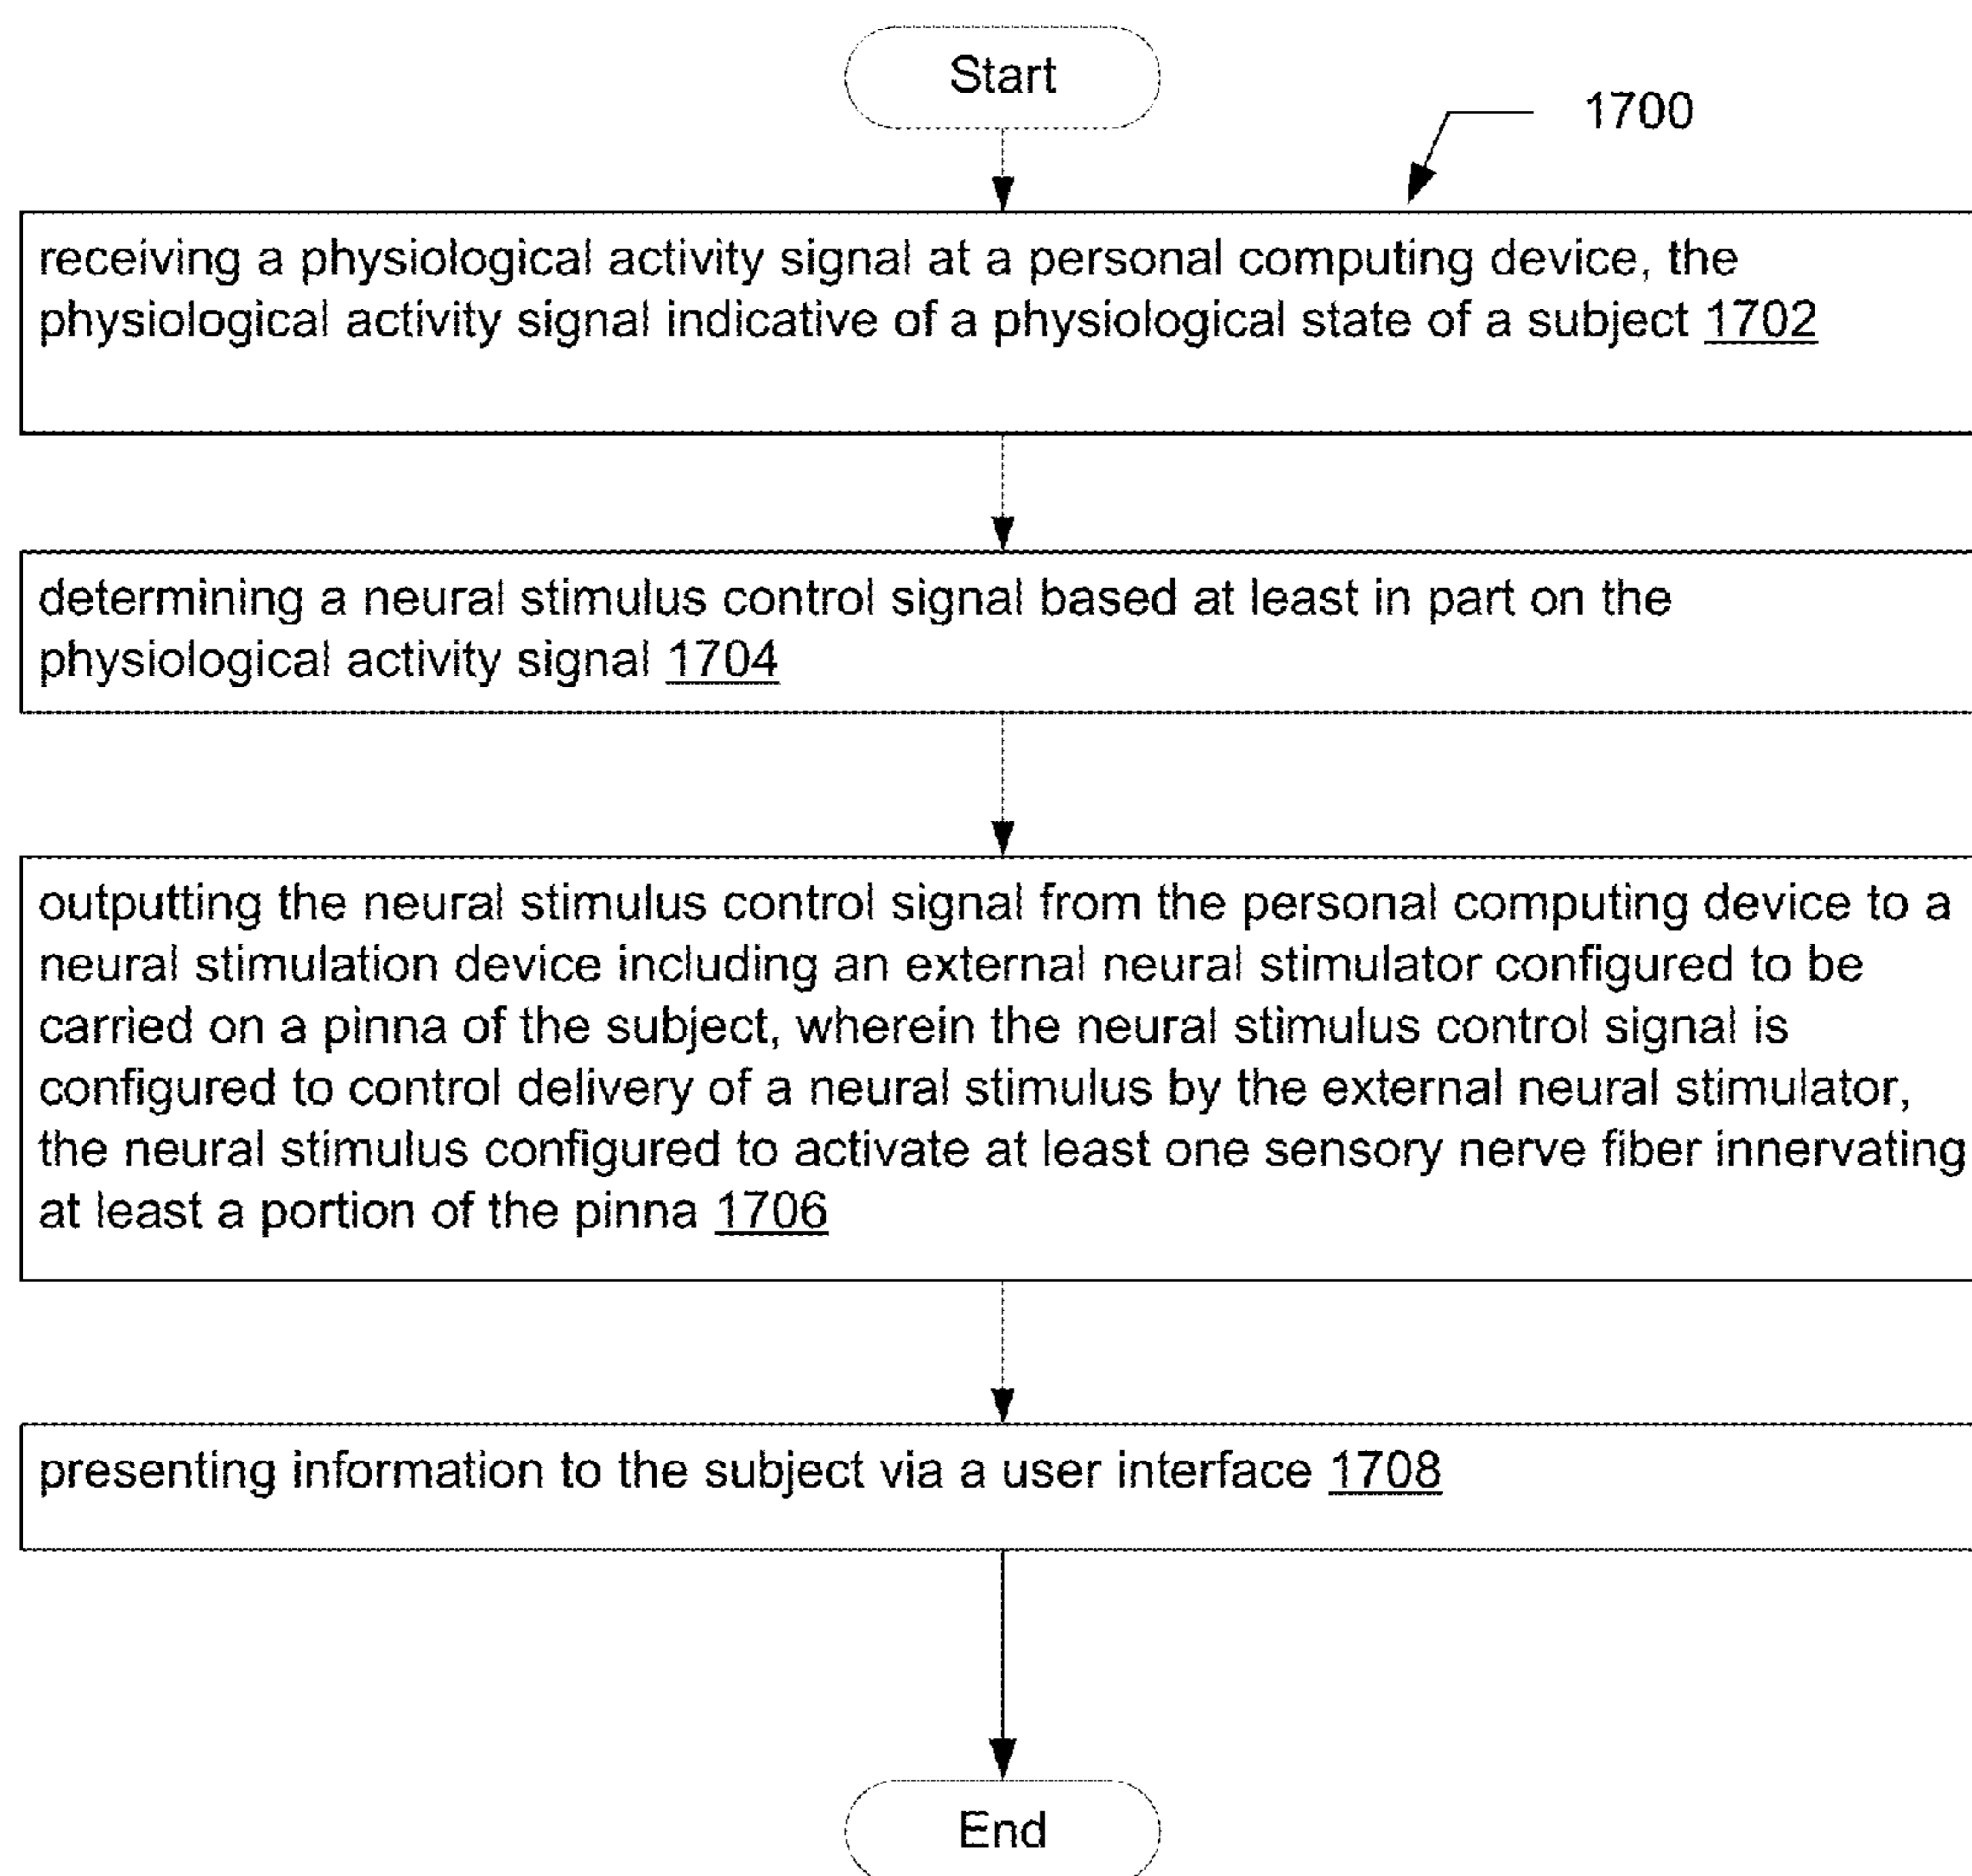 Start
1700
receiving a physiological activity signal at a personal computing device, the
physiological activity signal indicative of a physiological state of a subject 1702
determining a neural stimulus control signal based at least in part on the
physiological activity signal 1704
outputting the neural stimulus control signal from the personal computing device to a
neural stimulation device including an external neural stimulator configured to be
carried on a pinna of the subject, wherein the neural stimulus control signal is
configured to control delivery of a neural stimulus by the external neural stimulator,
the neural stimulus configured to activate at least one sensory nerve fiber innervating
at least a portion of the pinna 1706
presenting information to the subject via a user interface 1708
End